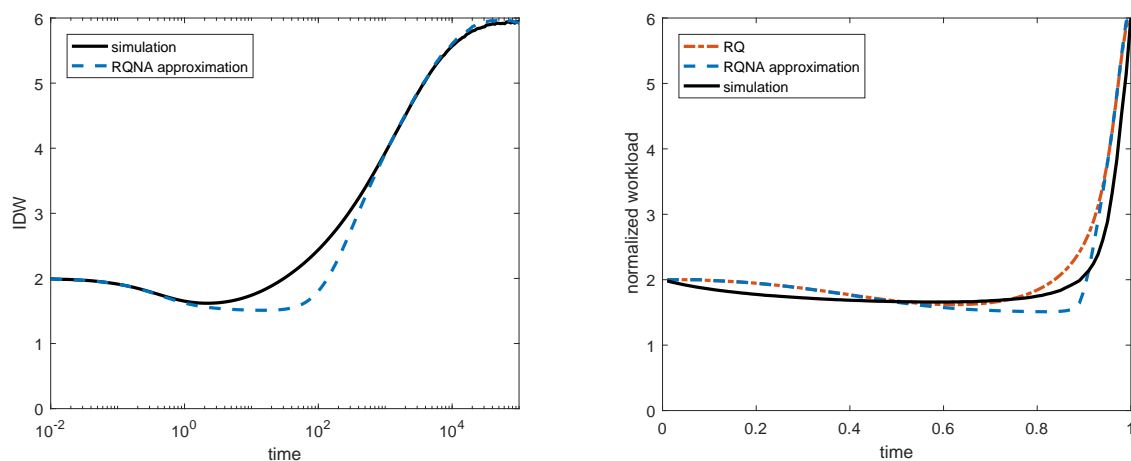 6
5
4
3
2
1
0
IDW
simulation
RQNA approximation
10^-2
10^0
10^2
10^4
time
6
5
4
3
2
1
0
normalized workload
RQ
RQNA approximation
simulation
0
0.2
0.4
0.6
0.8
1
time